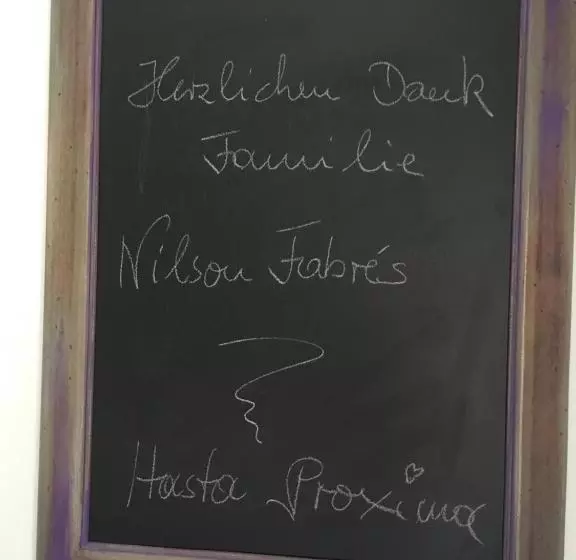 Herzlichen Dank
Familie
Nilson Fabrés
Hasta Proxima